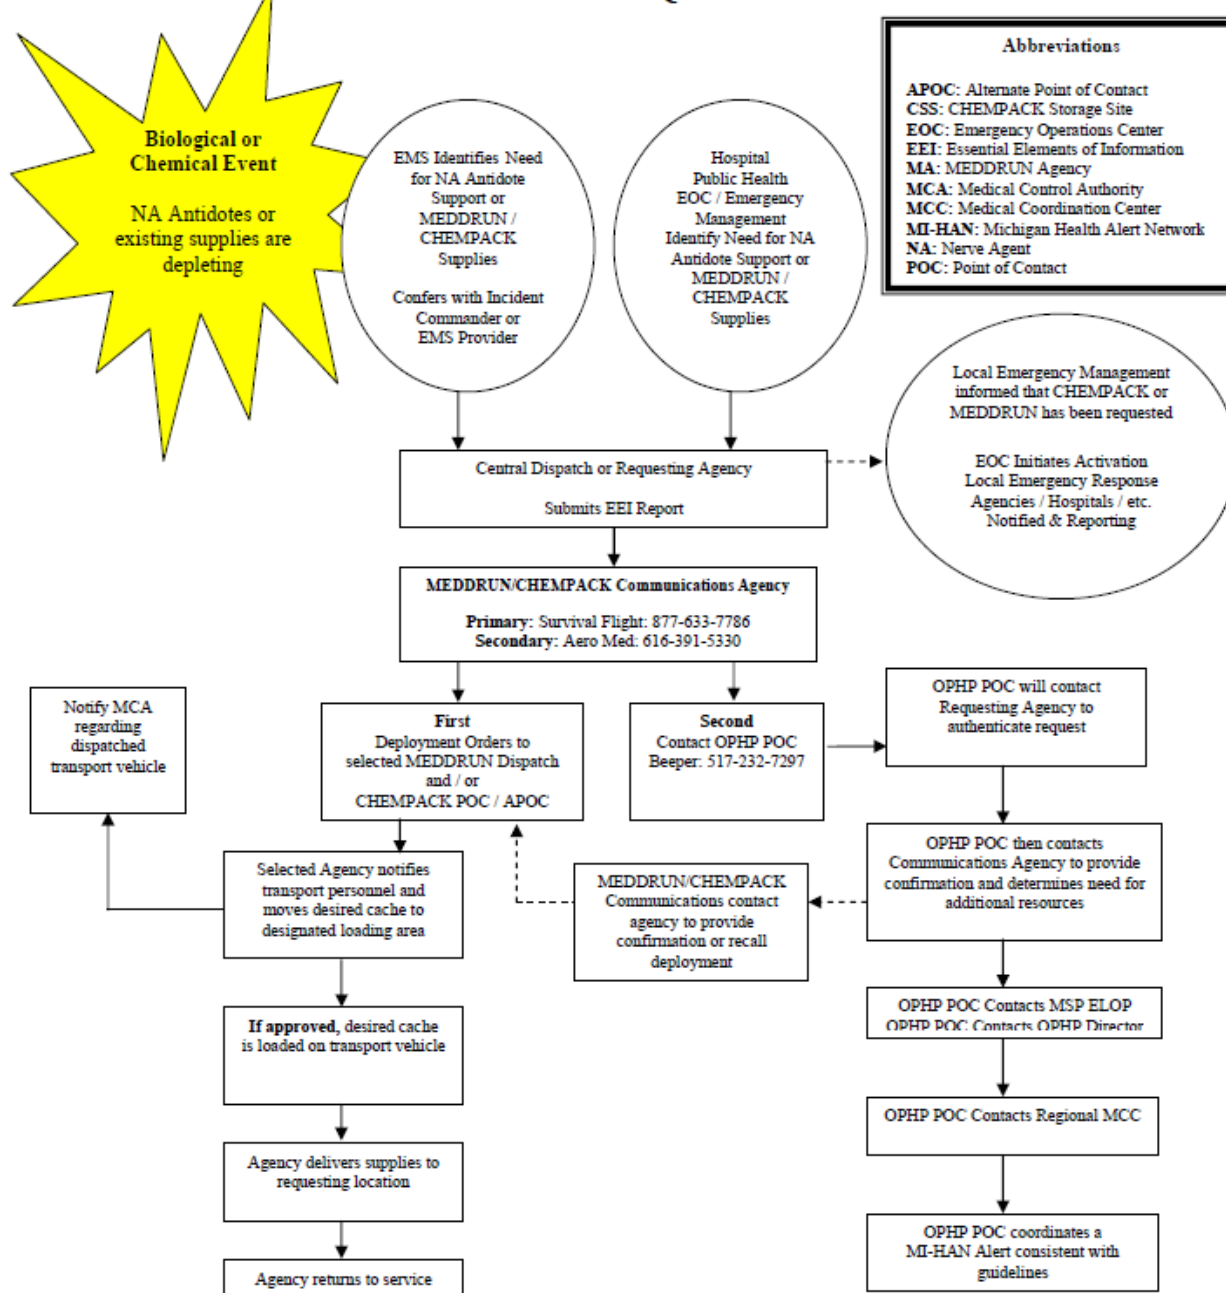 Biological or
Chemical Event
NA Antidotes or
existing supplies are
depleting
EMS Identifies Need
for NA Antidote
Support or
MEDDRUN /
CHEMPACK
Supplies
Confers with Incident
Commander or
EMS Provider
Hospital
Public Health
EOC / Emergency
Management
Identify Need for NA
Antidote Support or
MEDDRUN /
CHEMPACK
Supplies
Abbreviations
APOC: Alternate Point of Contact
CSS: CHEMPACK Storage Site
EOC: Emergency Operations Center
EEI: Essential Elements of Information
MA: MEDDRUN Agency
MCA: Medical Control Authority
MCC: Medical Coordination Center
MI-HAN: Michigan Health Alert Network
NA: Nerve Agent
POC: Point of Contact
Local Emergency Management
informed that CHEMPACK or
MEDDRUN has been requested
EOC Initiates Activation
Local Emergency Response
Agencies / Hospitals / etc.
Notified & Reporting
Central Dispatch or Requesting Agency
Submits EEI Report
MEDDRUN/CHEMPACK Communications Agency
Primary: Survival Flight: 877-633-7786
Secondary: Aero Med: 616-391-5330
Notify MCA
regarding
dispatched
transport vehicle
First
Deployment Orders to
selected MEDDRUN Dispatch
and / or
CHEMPACK POC / APOC
Second
Contact OPHP POC
Beeper: 517-232-7297
OPHP POC will contact
Requesting Agency to
authenticate request
Selected Agency notifies
transport personnel and
moves desired cache to
designated loading area
MEDDRUN/CHEMPACK
Communications contact
agency to provide
confirmation or recall
deployment
OPHP POC then contacts
Communications Agency to provide
confirmation and determines need for
additional resources
If approved, desired cache
is loaded on transport vehicle
OPHP POC Contacts MSP ELOP
OPHP POC Contacts OPHP Director
OPHP POC Contacts Regional MCC
Agency delivers supplies to
requesting location
OPHP POC coordinates a
MI-HAN Alert consistent with
guidelines
Agency returns to service